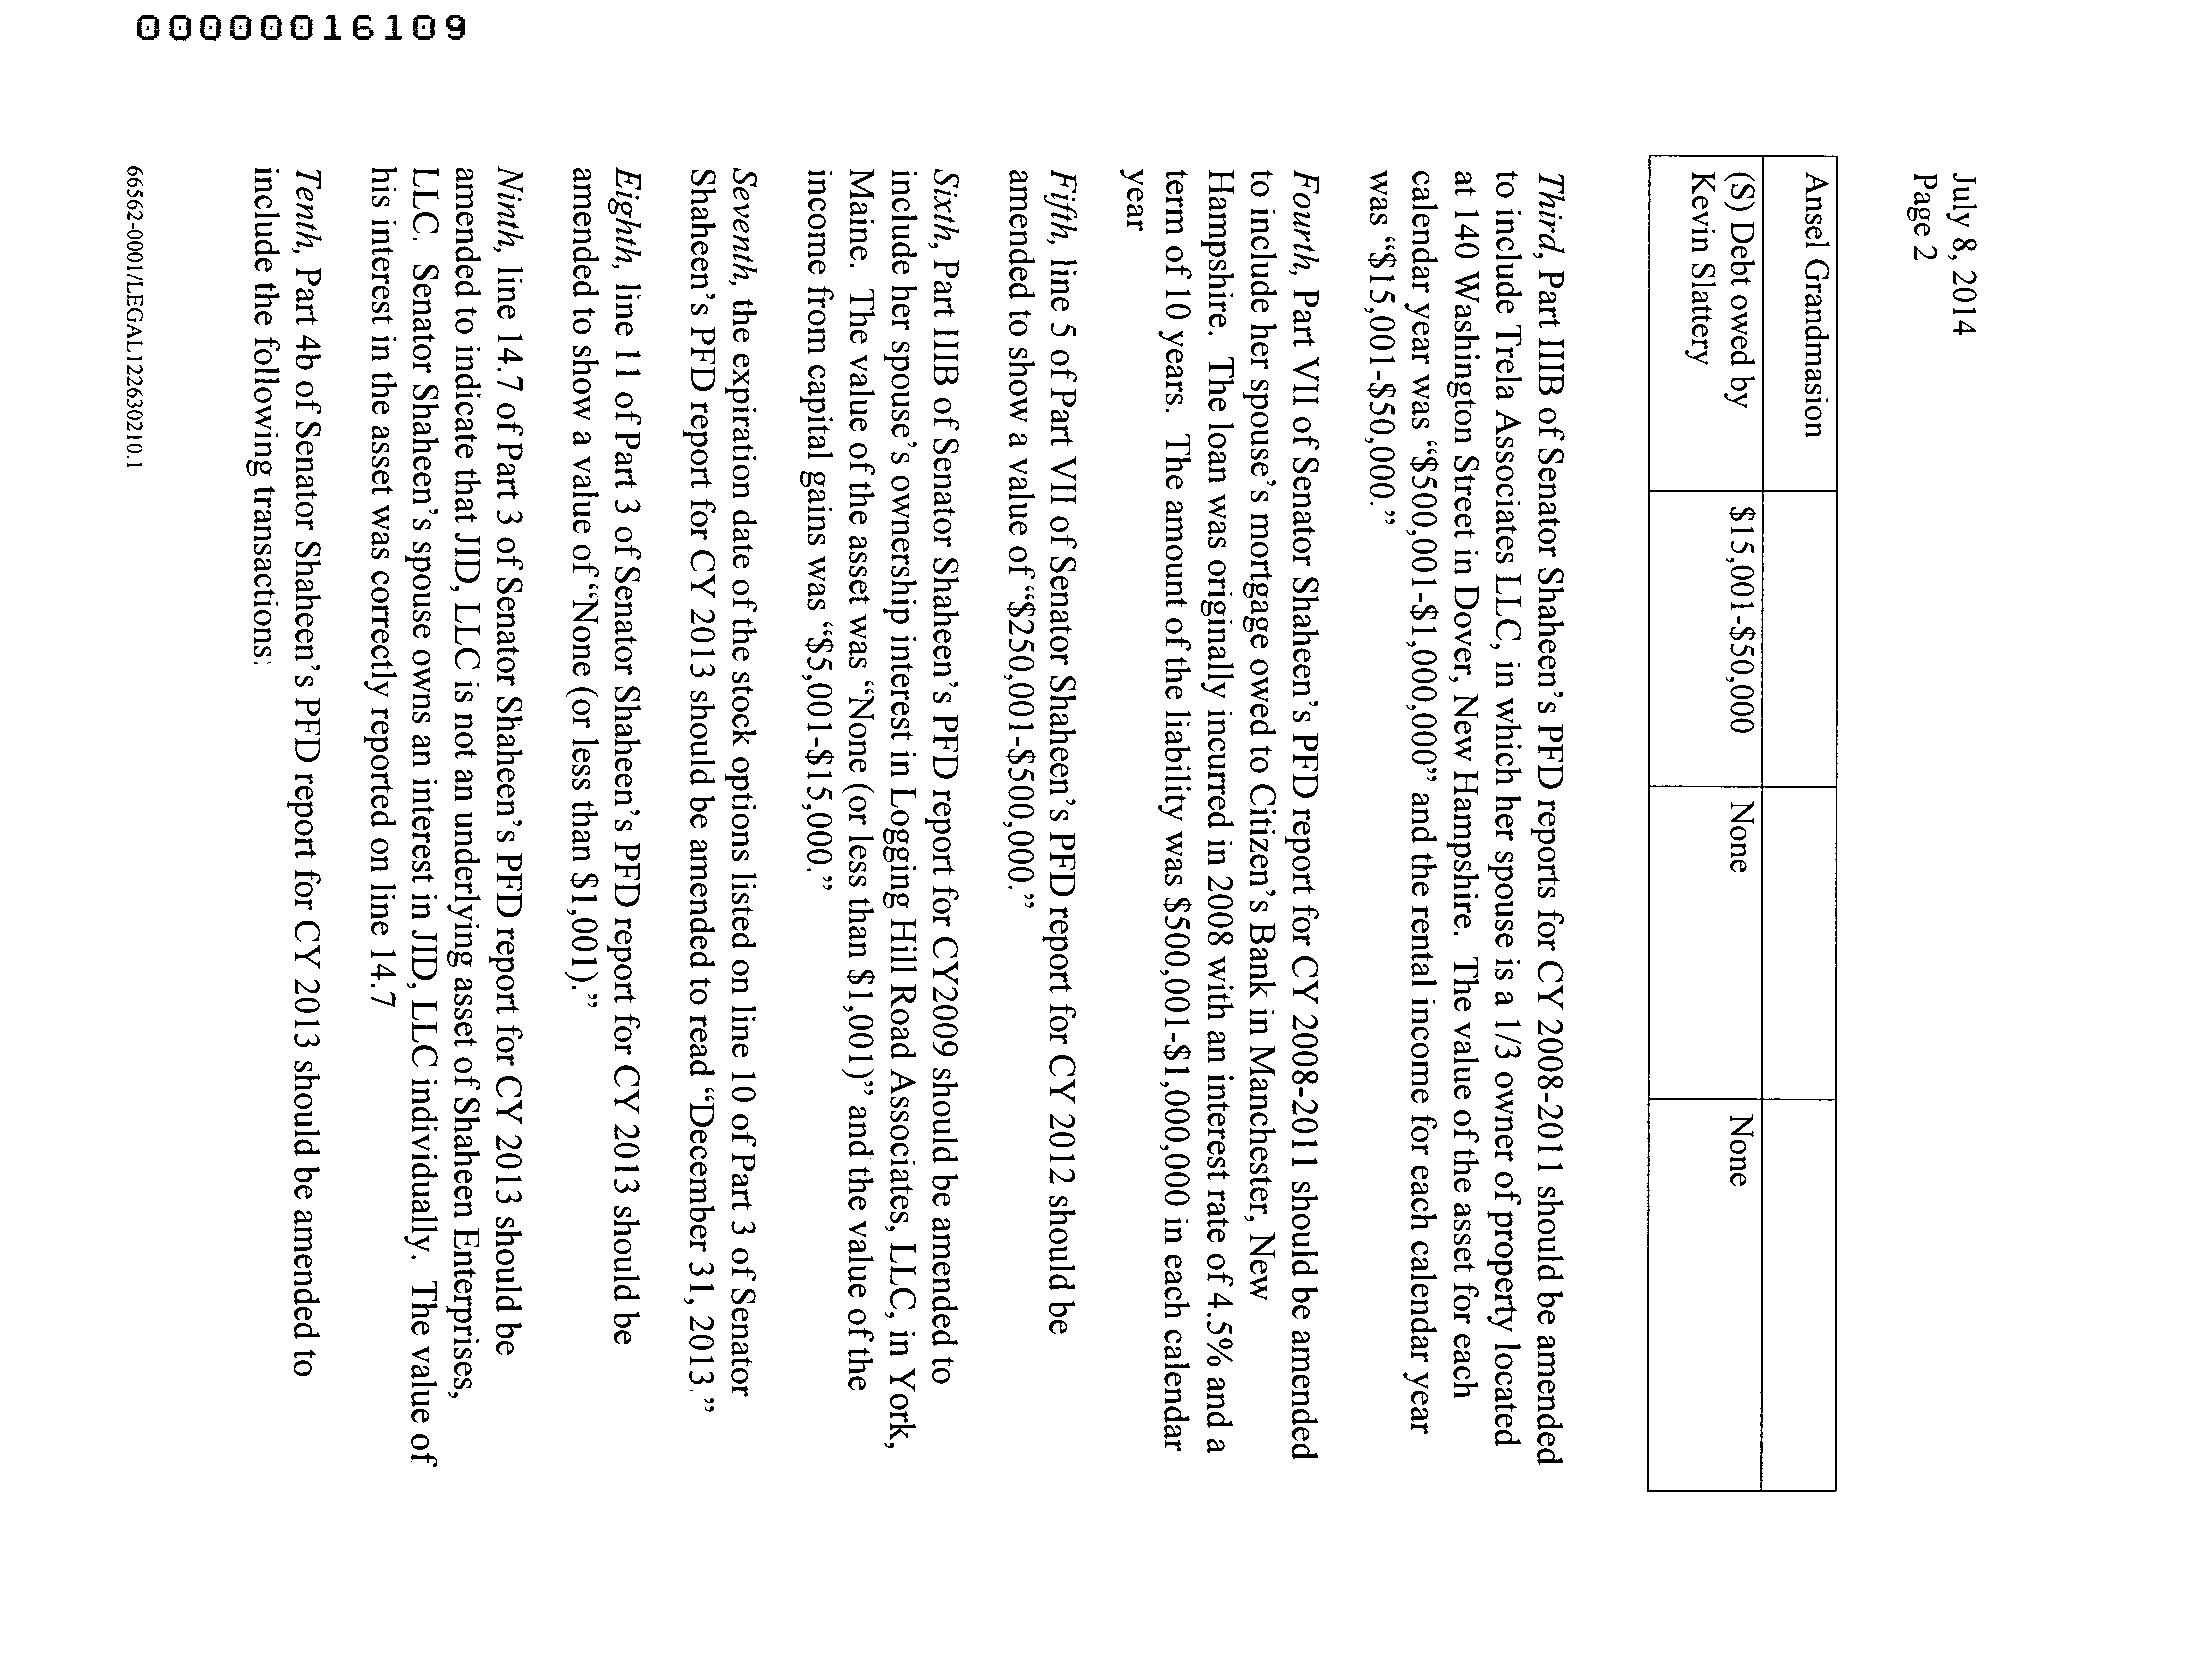 00000016109
July 8, 2014
Page 2
Ansel Grandmasion
(S) Debt owed by
Kevin Slattery
$15,001-$50,000
None
None
Third, Part IIIB of Senator Shaheen's PFD reports for CY 2008-2011 should be amended
to include Trela Associates LLC, in which her spouse is a 1/3 owner of property located
at 140 Washington Street in Dover, New Hampshire. The value of the asset for each
calendar year was "$500,001-$1,000,000" and the rental income for each calendar year
was "$15,001-$50,000."
Fourth, Part VII of Senator Shaheen's PFD report for CY 2008-2011 should be amended
to include her spouse's mortgage owed to Citizen's Bank in Manchester, New
Hampshire. The loan was originally incurred in 2008 with an interest rate of 4.5% and a
term of 10 years. The amount of the liability was $500,001-$1,000,000 in each calendar
year
Fifth, line 5 of Part VII of Senator Shaheen's PFD report for CY 2012 should be
amended to show a value of "$250,001-$500,000."
Sixth, Part IIIB of Senator Shaheen's PFD report for CY2009 should be amended to
include her spouse's ownership interest in Logging Hill Road Associates, LLC, in York,
Maine. The value of the asset was "None (or less than $1,001)" and the value of the
income from capital gains was "$5,001-$15,000."
Seventh, the expiration date of the stock options listed on line 10 of Part 3 of Senator
Shaheen's PFD report for CY 2013 should be amended to read "December 31, 2013."
Eighth, line 11 of Part 3 of Senator Shaheen's PFD report for CY 2013 should be
amended to show a value of "None (or less than $1,001)."
Ninth, line 14.7 of Part 3 of Senator Shaheen's PFD report for CY 2013 should be
amended to indicate that JID, LLC is not an underlying asset of Shaheen Enterprises,
LLC. Senator Shaheen's spouse owns an interest in JID, LLC individually. The value of
his interest in the asset was correctly reported on line 14.7
Tenth, Part 4b of Senator Shaheen's PFD report for CY 2013 should be amended to
include the following transactions:
66562-0001/LEGAL122630210.1